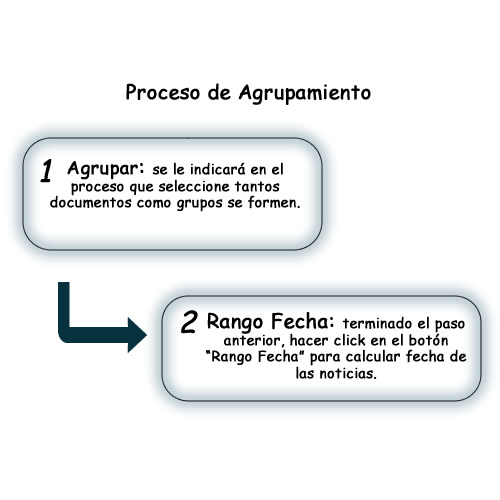 Proceso de Agrupamiento
1 Agrupar: se le indicará en el
proceso que seleccione tantos
documentos como grupos se formen.
2 Rango Fecha: terminado el paso
anterior, hacer click en el botón
“Rango Fecha” para calcular fecha de
las noticias.